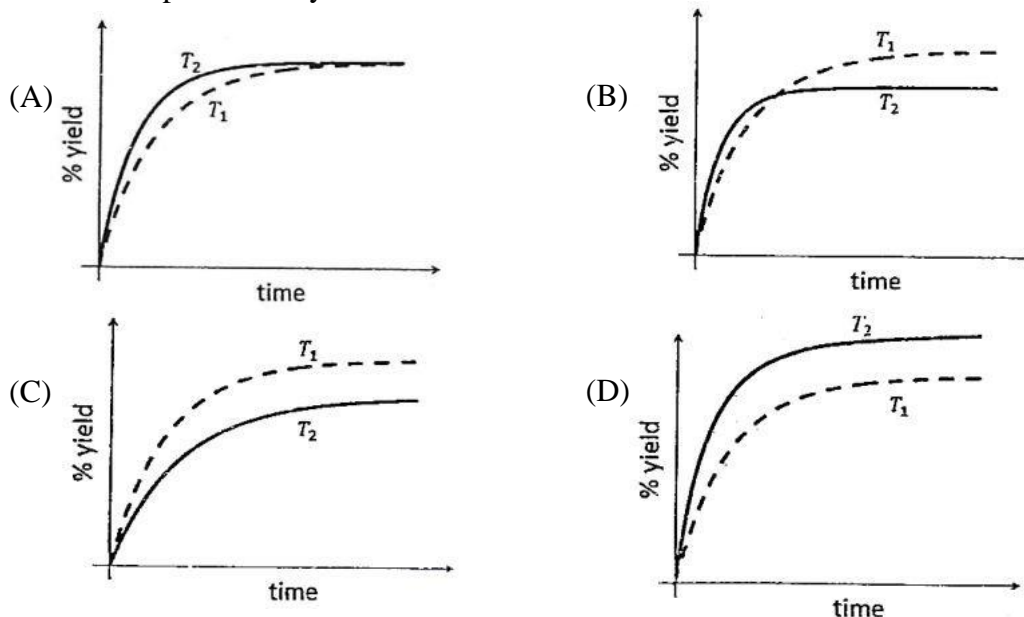 (A)
T₂
T₁
% yield
time
(B)
T₁
T₂
% yield
time
(C)
T₁
T₂
% yield
time
(D)
T₂
T₁
% yield
time